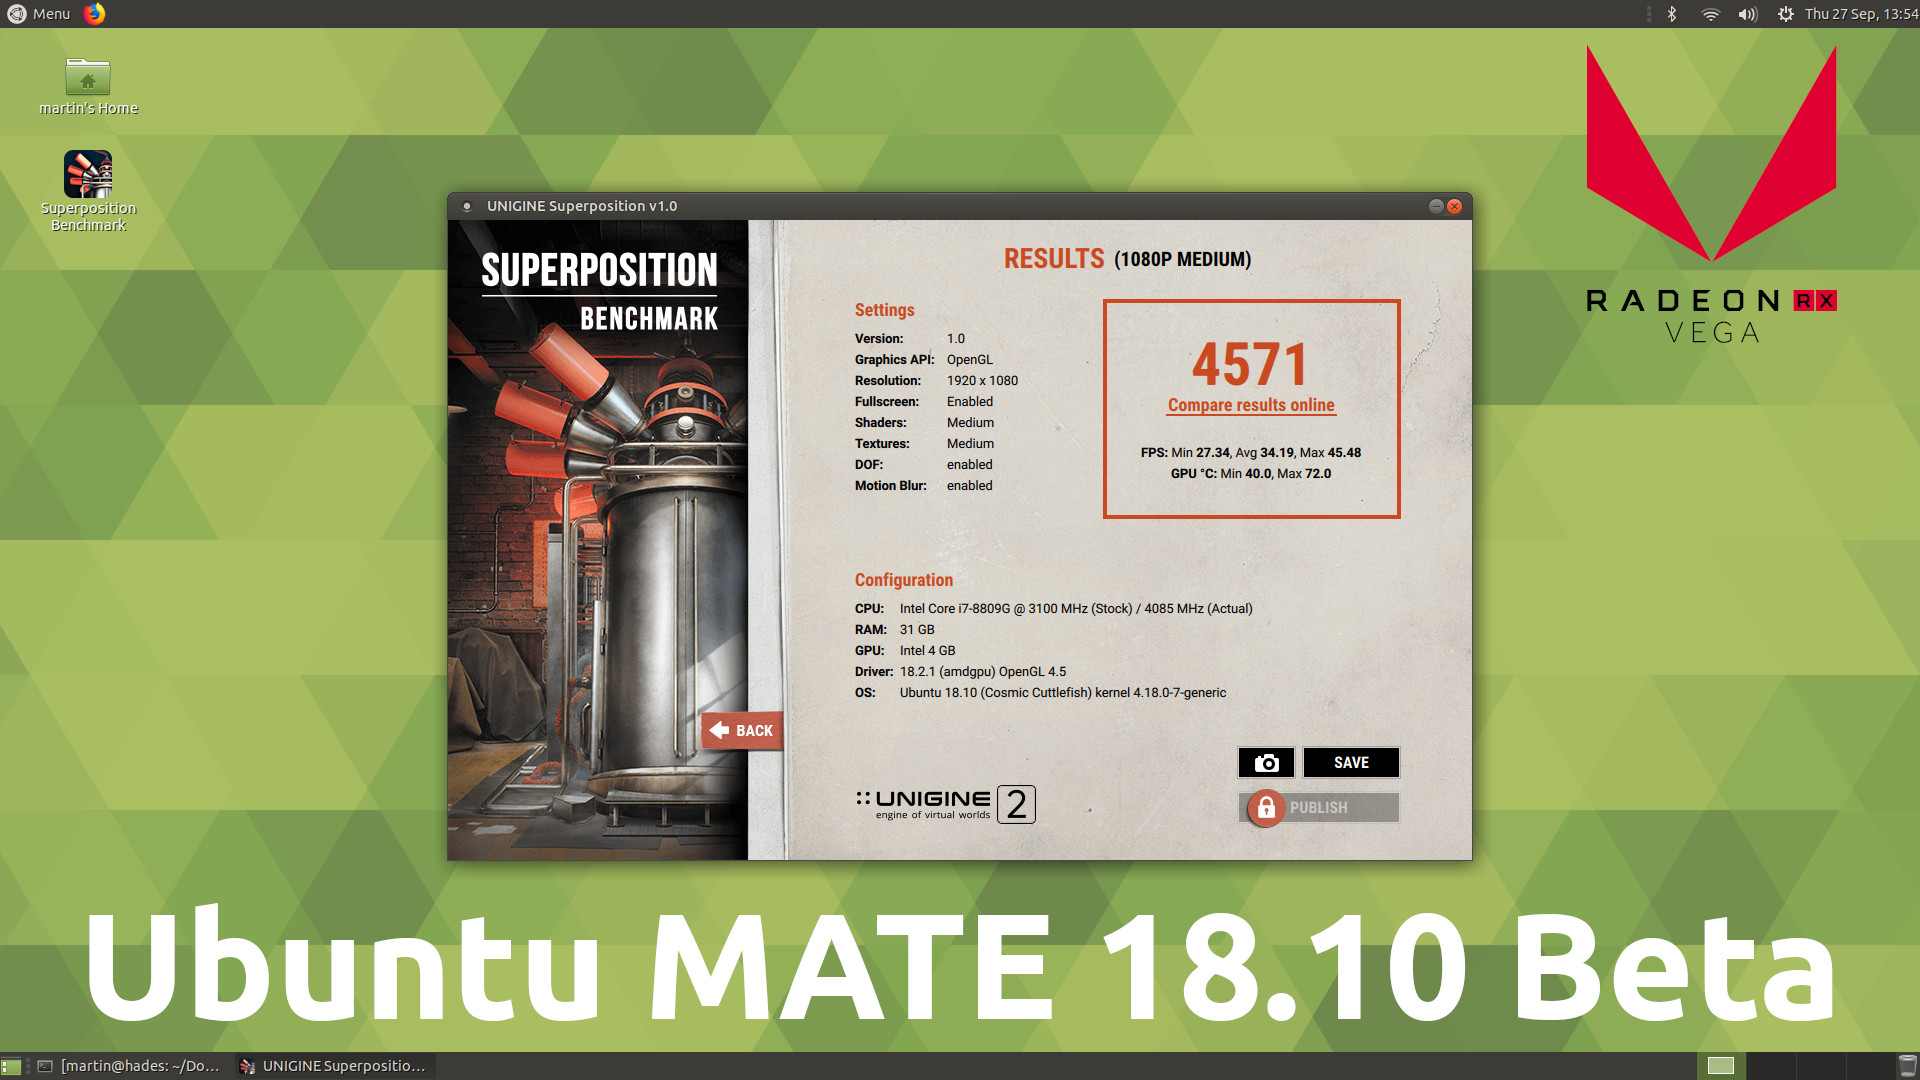 Menu
Thu 27 Sep, 13:54
martin's Home
Superposition
Benchmark
RADEON RX
VEGA
UNIGINE Superposition v1.0
SUPERPOSITION
BENCHMARK
RESULTS (1080P MEDIUM)
Settings
Version: 1.0
Graphics API: OpenGL
Resolution: 1920 x 1080
Fullscreen: Enabled
Shaders: Medium
Textures: Medium
DOF: enabled
Motion Blur: enabled
4571
Compare results online
FPS: Min 27.34, Avg 34.19, Max 45.48
GPU °C: Min 40.0, Max 72.0
Configuration
CPU: Intel Core i7-8809G @ 3100 MHz (Stock) / 4085 MHz (Actual)
RAM: 31 GB
GPU: Intel 4 GB
Driver: 18.2.1 (amdgpu) OpenGL 4.5
OS: Ubuntu 18.10 (Cosmic Cuttlefish) kernel 4.18.0-7-generic
BACK
SAVE
PUBLISH
UNIGINE 2
engine of virtual worlds
Ubuntu MATE 18.10 Beta
[martin@hades: ~/Do...
UNIGINE Superpositio...